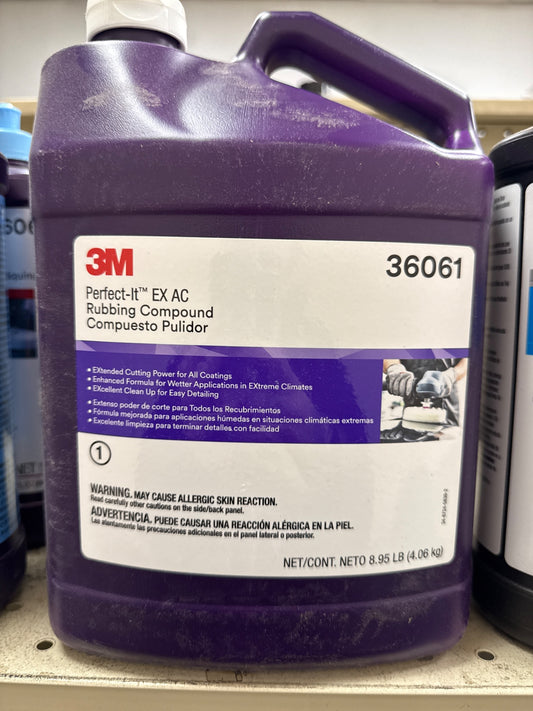 3M
36061
Perfect-It™ EX AC
Rubbing Compound
Compuesto Pulidor
• EXtended Cutting Power for All Coatings
• Enhanced Formula for Wetter Applications in EXtreme Climates
• EXcellent Clean Up for Easy Detailing
• Extenso poder de corte para Todos los Recubrimientos
• Fórmula mejorada para aplicaciones húmedas en situaciones climáticas extremas
• Excelente limpieza para terminar detalles con facilidad
1
WARNING. MAY CAUSE ALLERGIC SKIN REACTION.
Read carefully other cautions on the side/back panel.
ADVERTENCIA. PUEDE CAUSAR UNA REACCIÓN ALÉRGICA EN LA PIEL.
Lea atentamente las precauciones adicionales en el panel lateral o posterior.
NET/CONT. NETO 8.95 LB (4.06 kg)